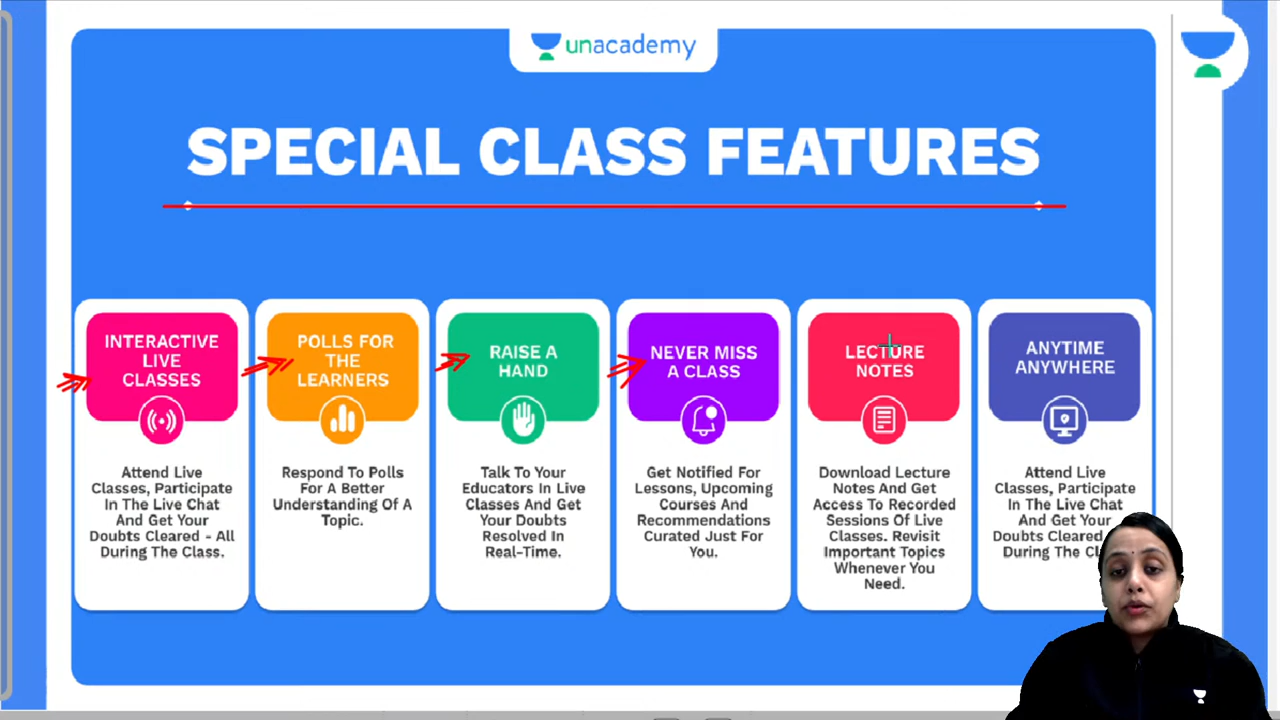 unacademy
SPECIAL CLASS FEATURES
INTERACTIVE
LIVE
CLASSES
Attend Live
Classes, Participate
In The Live Chat
And Get Your
Doubts Cleared - All
During The Class.
POLLS FOR
THE
LEARNERS
Respond To Polls
For A Better
Understanding Of A
Topic.
RAISE A
HAND
Talk To Your
Educators In Live
Classes And Get
Your Doubts
Resolved In
Real-Time.
NEVER MISS
A CLASS
Get Notified For
Lessons, Upcoming
Courses And
Recommendations
Curated Just For
You.
LECTURE
NOTES
Download Lecture
Notes And Get
Access To Recorded
Sessions Of Live
Classes. Revisit
Important Topics
Whenever You
Need.
ANYTIME
ANYWHERE
Attend Live
Classes, Participate
In The Live Chat
And Get Your
Doubts Cleared
During The